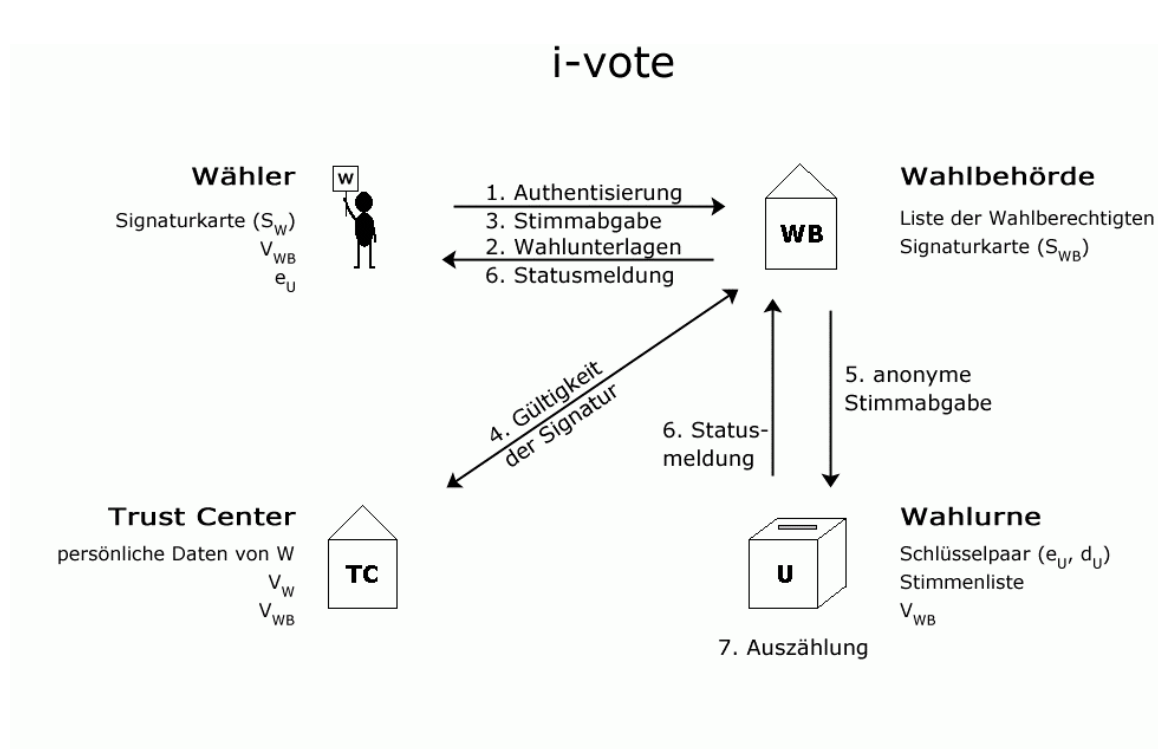 i-vote
Wähler
Signaturkarte (S_W)
V_WB
e_U
W
1. Authentisierung
3. Stimmabgabe
2. Wahlunterlagen
6. Statusmeldung
WB
Wahlbehörde
Liste der Wahlberechtigten
Signaturkarte (S_WB)
4. Gültigkeit
der Signatur
6. Status-
meldung
5. anonyme
Stimmabgabe
Trust Center
persönliche Daten von W
V_W
V_WB
TC
U
7. Auszählung
Wahlurne
Schlüsselpaar (e_U, d_U)
Stimmenliste
V_WB